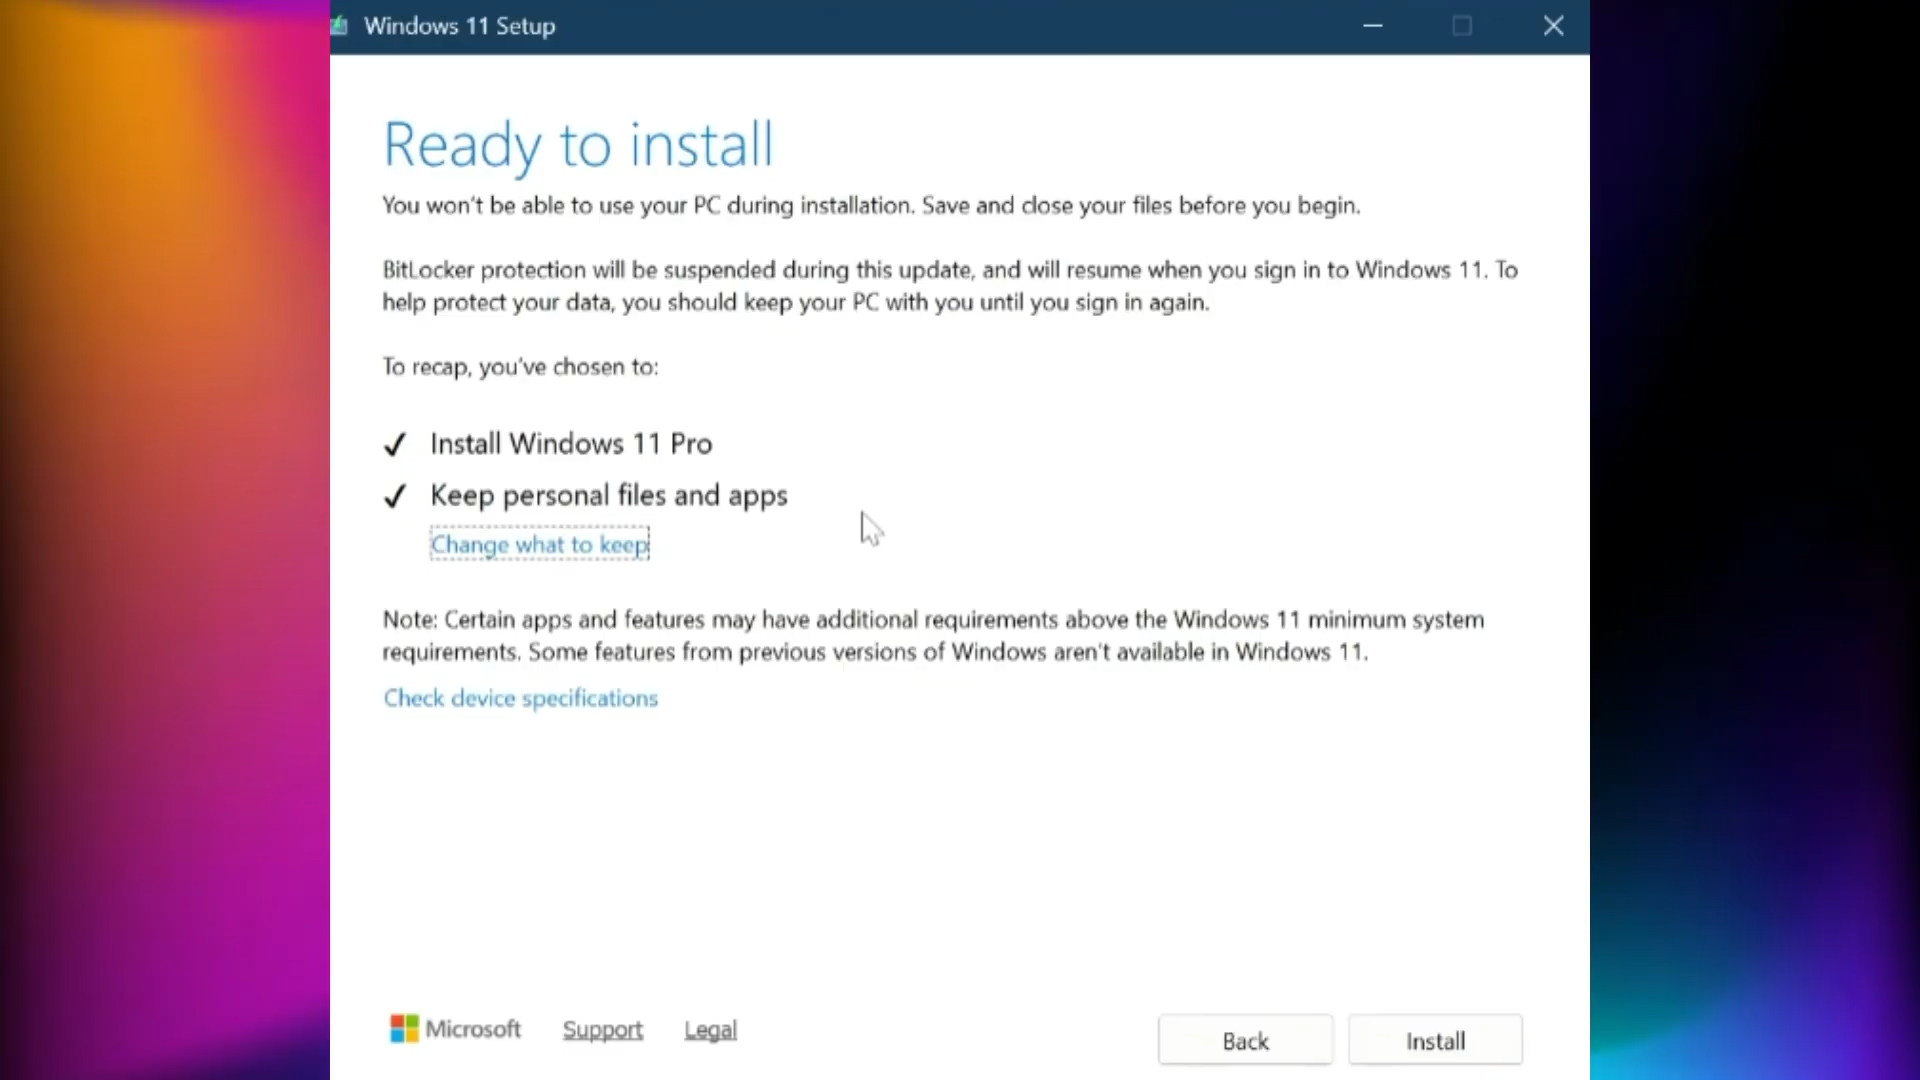 Windows 11 Setup
Ready to install
You won't be able to use your PC during installation. Save and close your files before you begin.
BitLocker protection will be suspended during this update, and will resume when you sign in to Windows 11. To
help protect your data, you should keep your PC with you until you sign in again.
To recap, you've chosen to:
Install Windows 11 Pro
Keep personal files and apps
Change what to keep
Note: Certain apps and features may have additional requirements above the Windows 11 minimum system
requirements. Some features from previous versions of Windows aren't available in Windows 11.
Check device specifications
Microsoft Support Legal Back Install